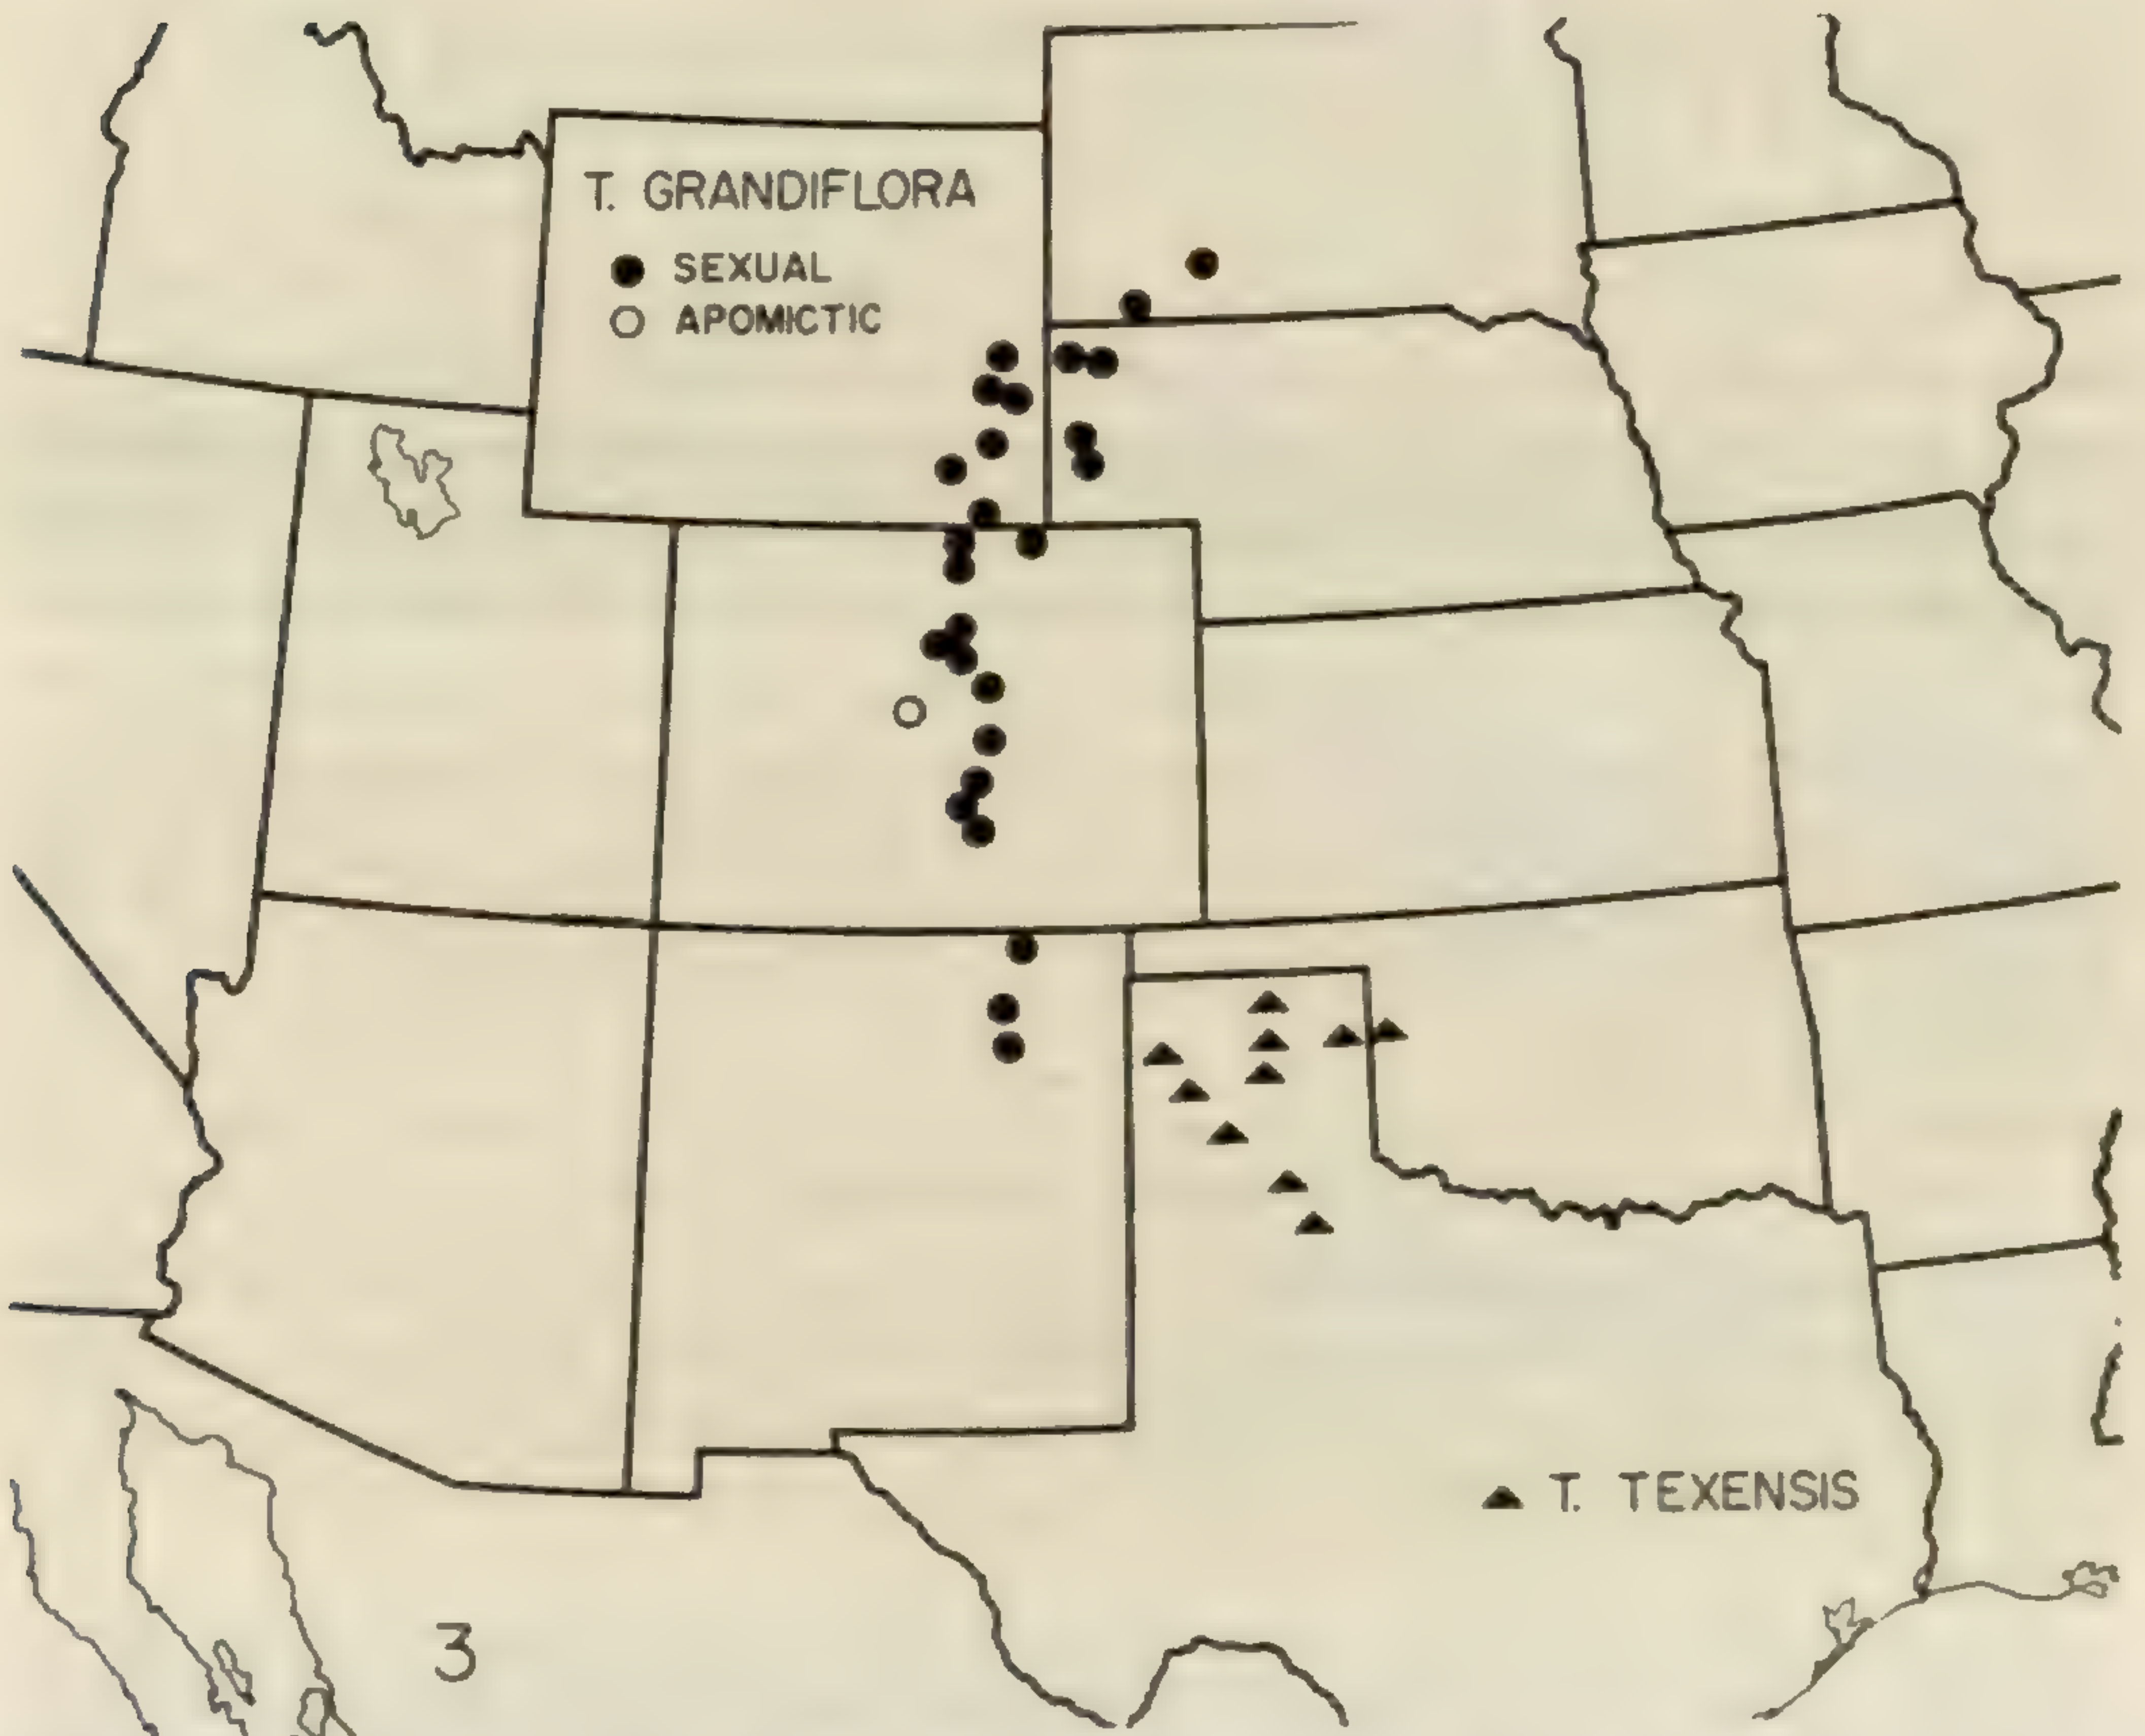 T. GRANDIFLORA
SEXUAL
APOMICTIC
T. TEXENSIS
3